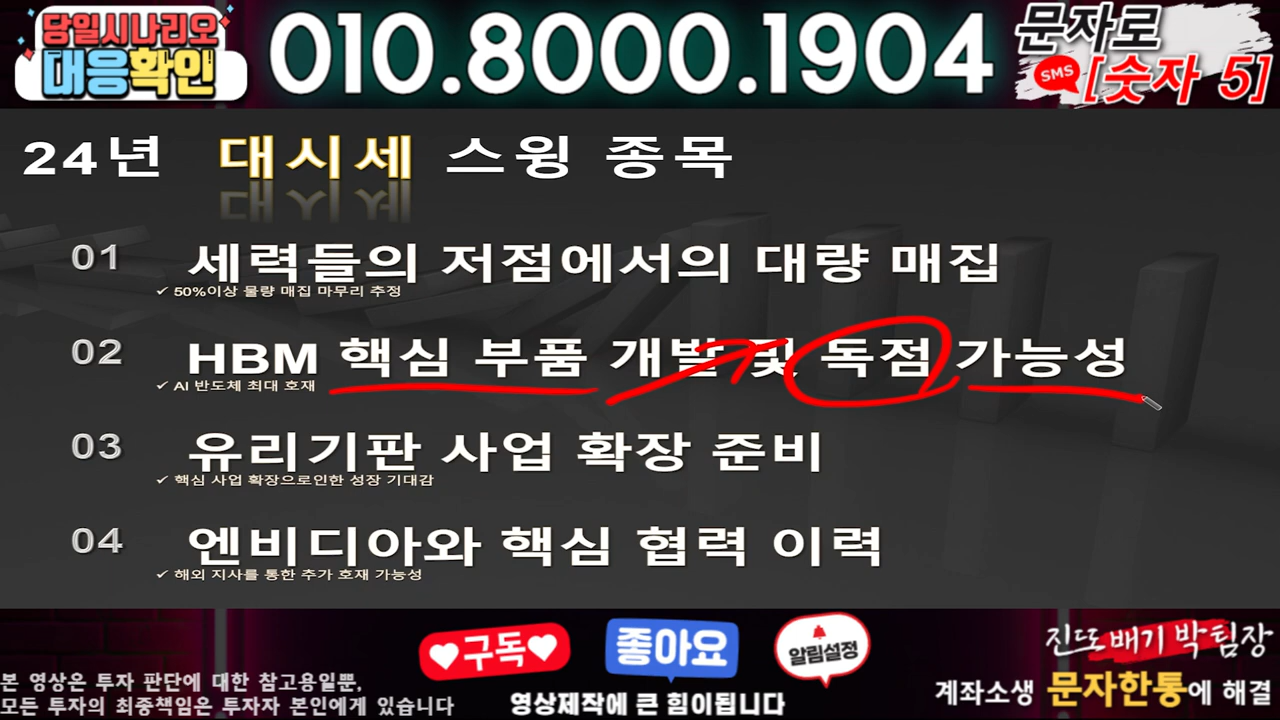 당일시나리오
대응확인
010.8000.1904
문자로
SMS [숫자 5]
24년 대시세 스윙 종목
01 세력들의 저점에서의 대량 매집
✓ 50%이상 물량 매집 마무리 추정
02 HBM 핵심 부품 개발 및 독점 가능성
✓ AI 반도체 최대 호재
03 유리기판 사업 확장 준비
✓ 핵심 사업 확장으로인한 성장 기대감
04 엔비디아와 핵심 협력 이력
✓ 해외 지사를 통한 추가 호재 가능성
구독
좋아요
알림설정
영상제작에 큰 힘이됩니다
본 영상은 투자 판단에 대한 참고용일뿐,
모든 투자의 최종책임은 투자자 본인에게 있습니다
진또배기 박팀장
계좌소생 문자한통에 해결